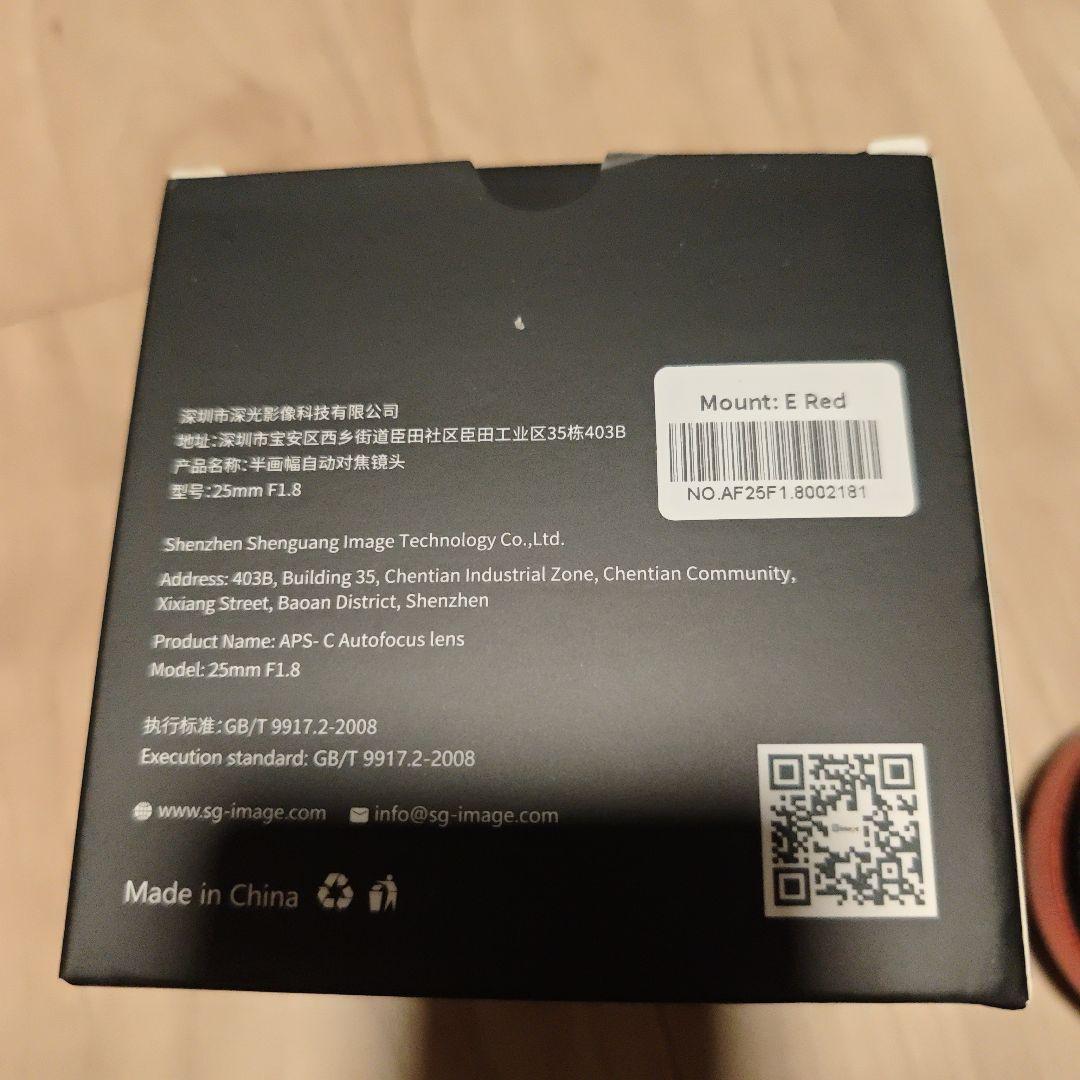 深圳市深光影像科技有限公司
地址:深圳市宝安区西乡街道臣田社区臣田工业区35栋403B
产品名称:半画幅自动对焦镜头
型号:25mm F1.8
Mount: E Red
NO.AF25F1.8002181
Shenzhen Shenguang Image Technology Co.,Ltd.
Address: 403B, Building 35, Chentian Industrial Zone, Chentian Community,
Xixiang Street, Baoan District, Shenzhen
Product Name: APS- C Autofocus lens
Model: 25mm F1.8
执行标准:GB/T 9917.2-2008
Execution standard: GB/T 9917.2-2008
www.sg-image.com info@sg-image.com
Made in China